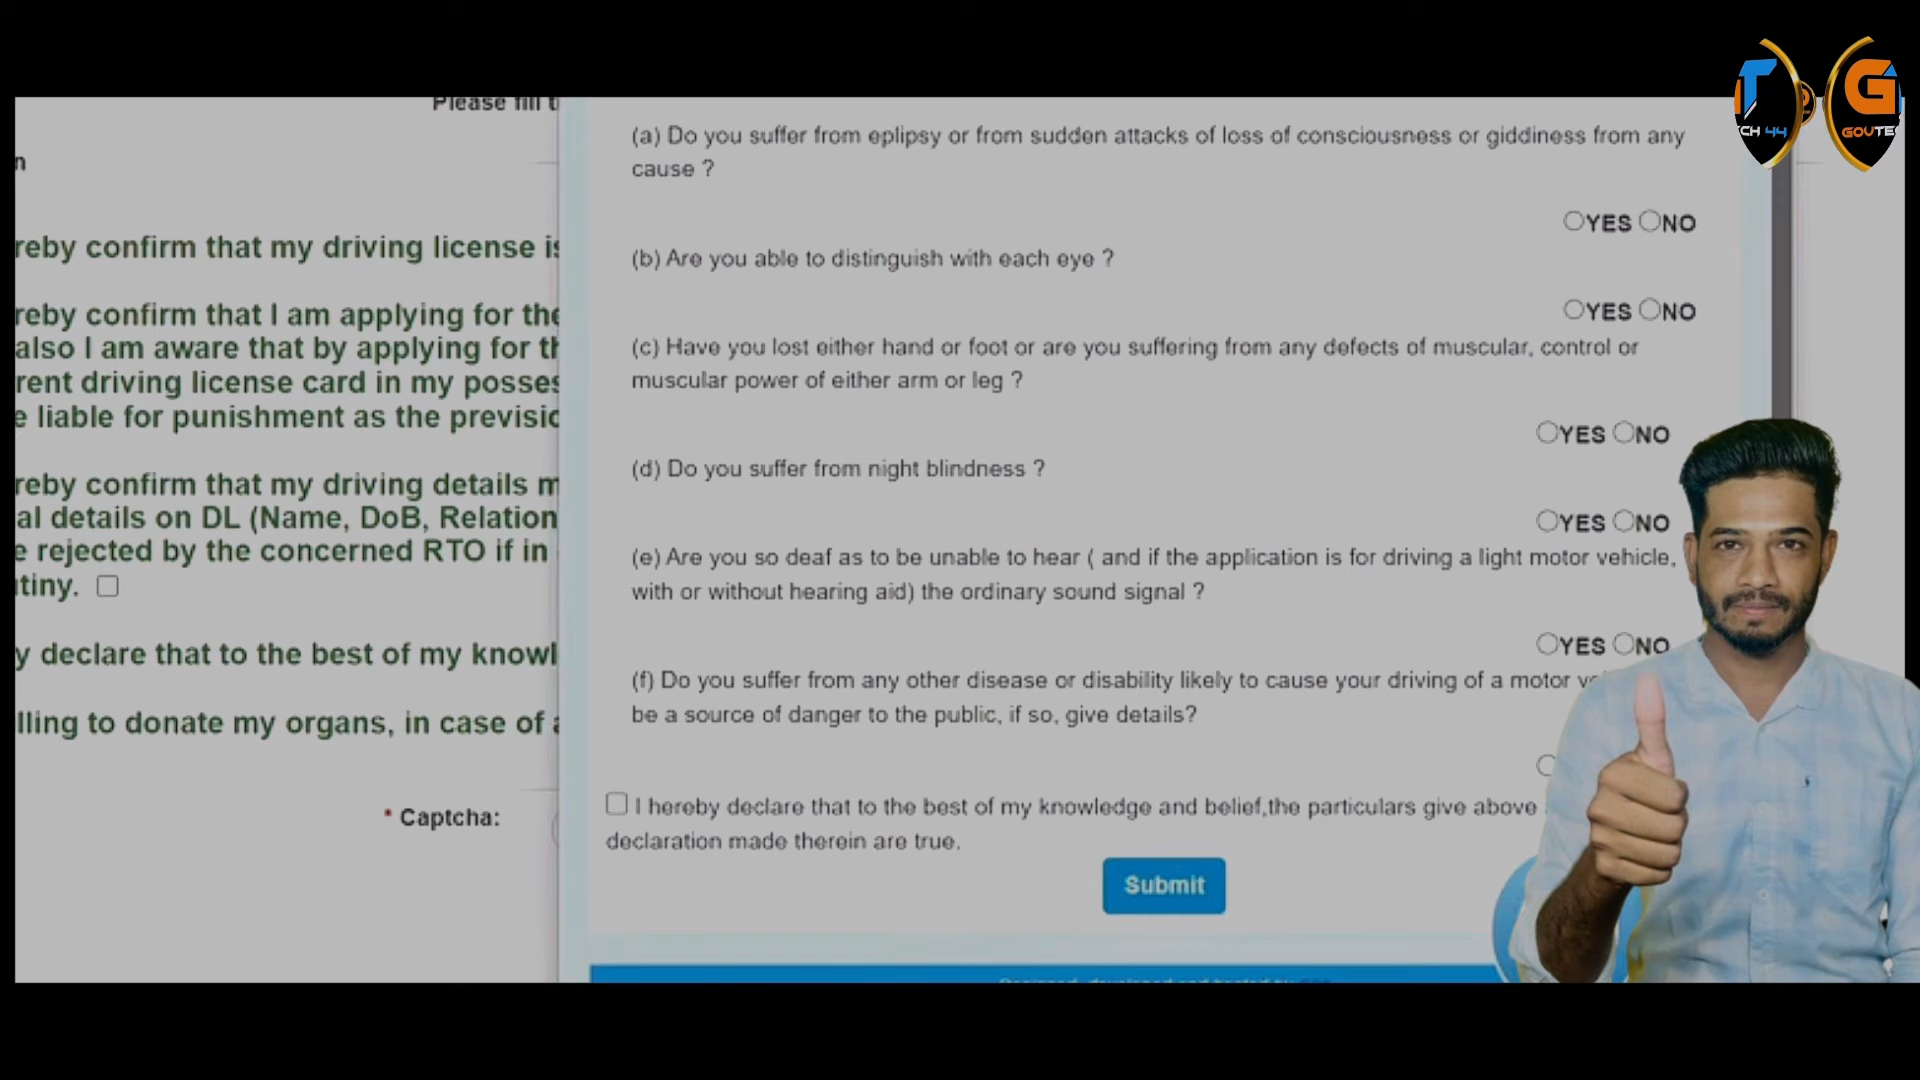 Please fill t
n
reby confirm that my driving license is
reby confirm that I am applying for the
also I am aware that by applying for th
rent driving license card in my posses
e liable for punishment as the previsio
reby confirm that my driving details m
al details on DL (Name, DoB, Relation
e rejected by the concerned RTO if in
tiny.
y declare that to the best of my knowl
lling to donate my organs, in case of a
* Captcha:
(a) Do you suffer from eplipsy or from sudden attacks of loss of consciousness or giddiness from any
cause ?
YES NO
(b) Are you able to distinguish with each eye ?
YES NO
(c) Have you lost either hand or foot or are you suffering from any defects of muscular, control or
muscular power of either arm or leg ?
YES NO
(d) Do you suffer from night blindness ?
YES NO
(e) Are you so deaf as to be unable to hear ( and if the application is for driving a light motor vehicle,
with or without hearing aid) the ordinary sound signal ?
YES NO
(f) Do you suffer from any other disease or disability likely to cause your driving of a motor ve
be a source of danger to the public, if so, give details?
I hereby declare that to the best of my knowledge and belief,the particulars give above
declaration made therein are true.
Submit
T
CH 44
G
GOVTE